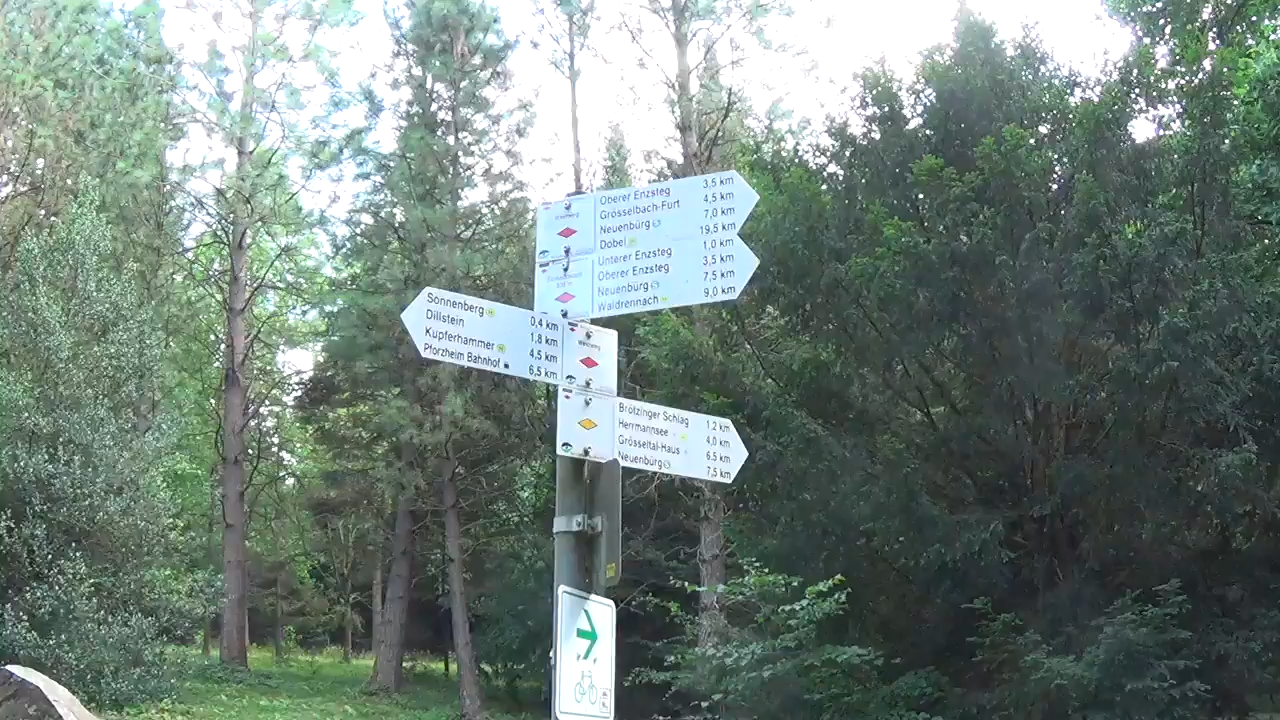 Oberer Enzsteg 3,5 km
Grösselbach-Furt 4,5 km
Neuenbürg S 7,0 km
Dobel H 19,5 km
Unterer Enzsteg 1,0 km
Oberer Enzsteg 3,5 km
Neuenbürg S 7,5 km
Waldrennach H 9,0 km
Sonnenberg H 0,4 km
Dillstein 1,8 km
Kupferhammer H 4,5 km
Pforzheim Bahnhof 6,5 km
Brötzinger Schlag 1,2 km
Herrmannsee 4,0 km
Grösseltal-Haus 6,5 km
Neuenbürg S 7,5 km